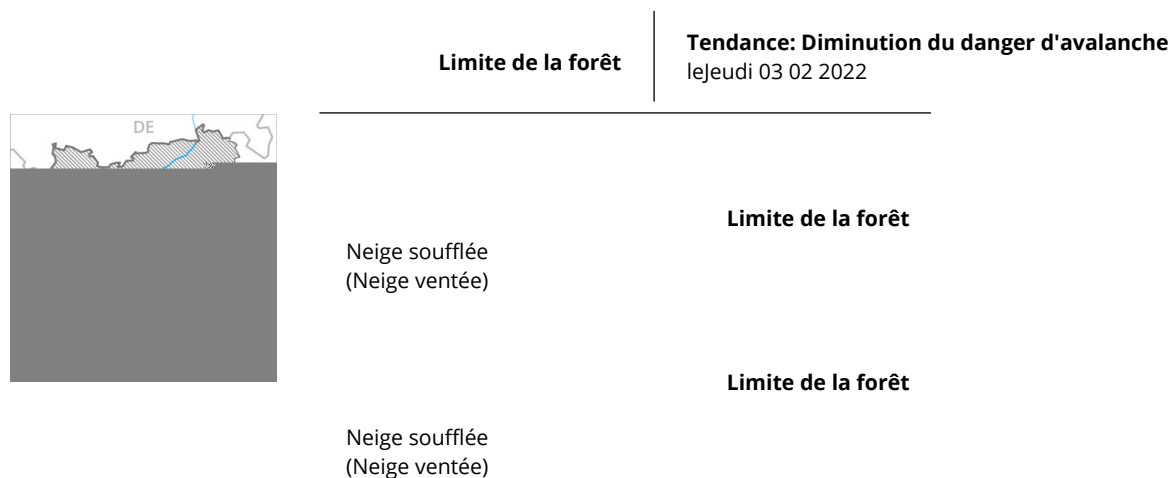 Limite de la forêt
Tendance: Diminution du danger d'avalanche
leJeudi 03 02 2022
DE
Limite de la forêt
Neige soufflée
(Neige ventée)
Limite de la forêt
Neige soufflée
(Neige ventée)